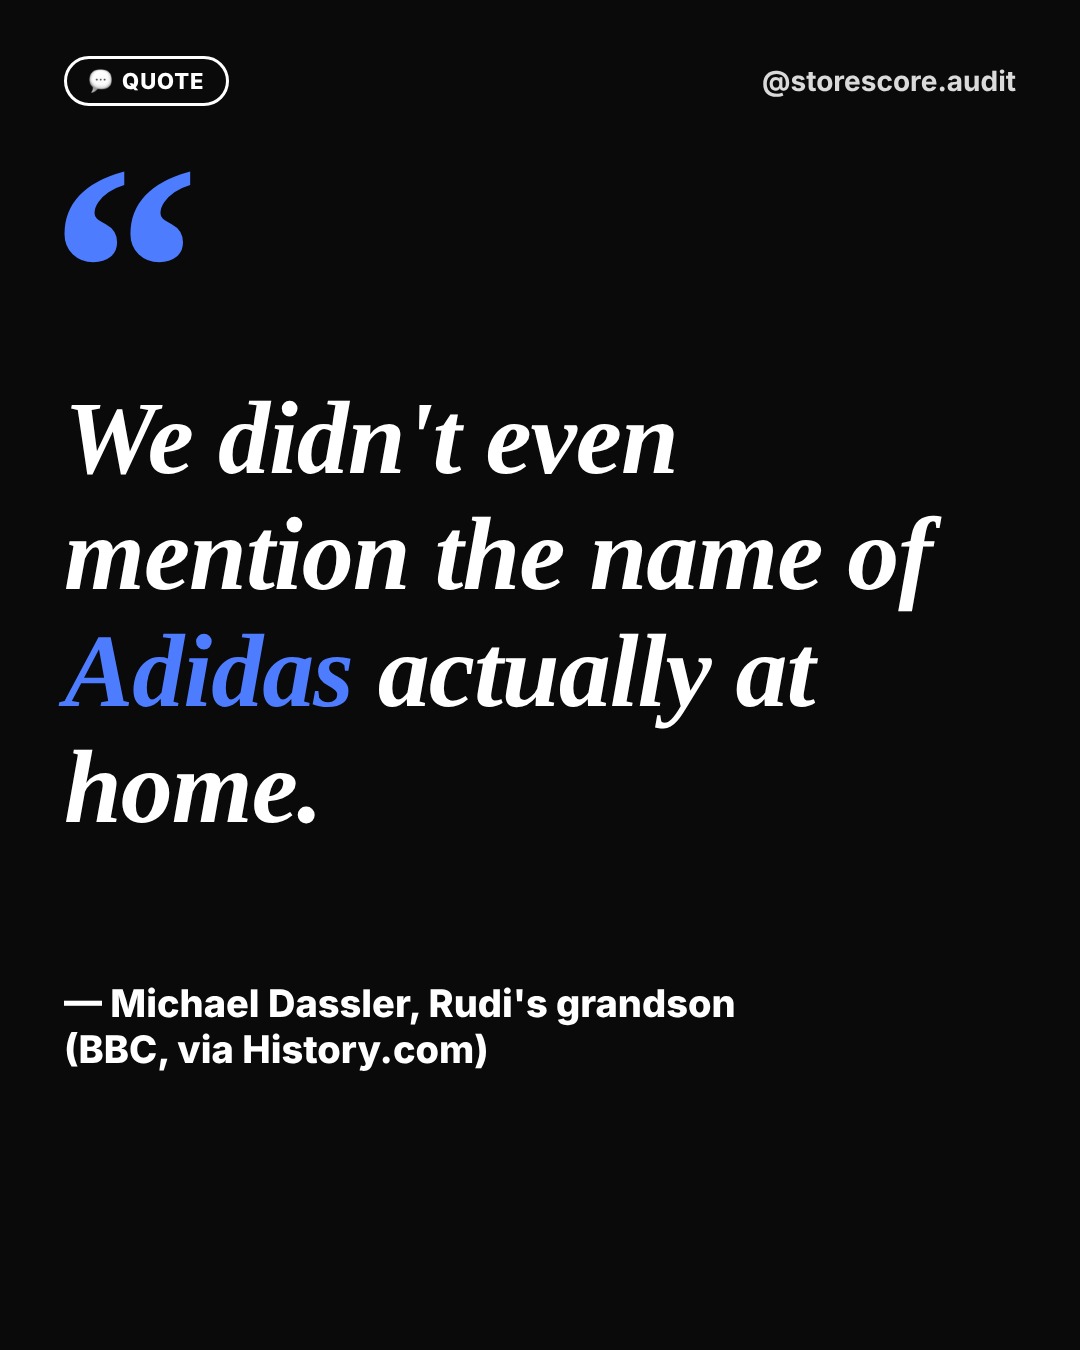 💬 QUOTE
@storescore.audit
“
We didn't even
mention the name of
Adidas actually at
home.
— Michael Dassler, Rudi's grandson
(BBC, via History.com)